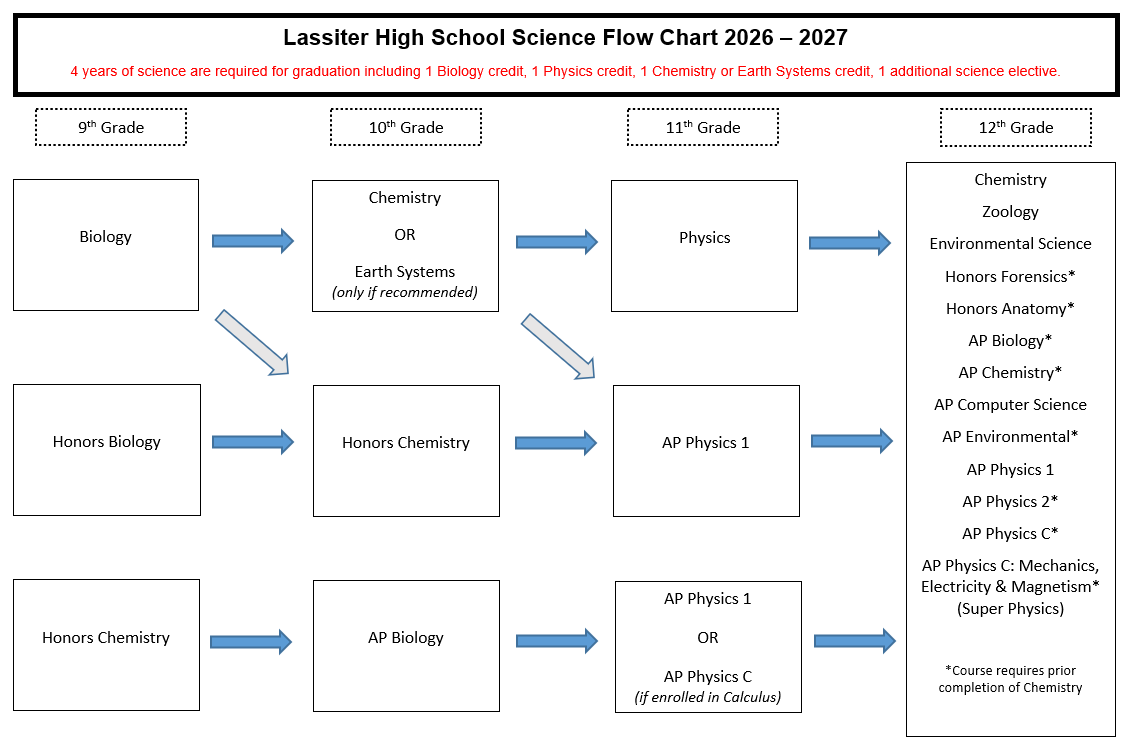 Lassiter High School Science Flow Chart 2026 – 2027
4 years of science are required for graduation including 1 Biology credit, 1 Physics credit, 1 Chemistry or Earth Systems credit, 1 additional science elective.
9th Grade
10th Grade
11th Grade
12th Grade
Biology
Chemistry
OR
Earth Systems
(only if recommended)
Physics
Honors Biology
Honors Chemistry
AP Physics 1
Honors Chemistry
AP Biology
AP Physics 1
OR
AP Physics C
(if enrolled in Calculus)
Chemistry
Zoology
Environmental Science
Honors Forensics*
Honors Anatomy*
AP Biology*
AP Chemistry*
AP Computer Science
AP Environmental*
AP Physics 1
AP Physics 2*
AP Physics C*
AP Physics C: Mechanics,
Electricity & Magnetism*
(Super Physics)
*Course requires prior
completion of Chemistry